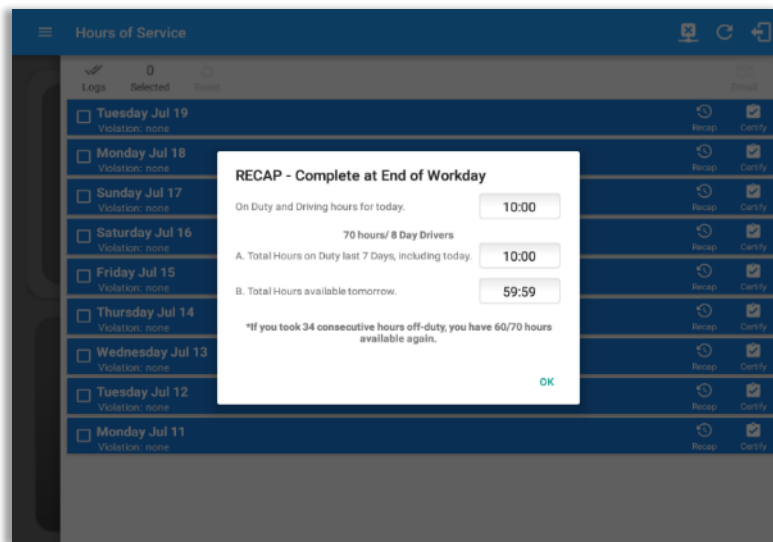 Hours of Service
Logs
0
Selected
Reset
Email
Tuesday Jul 19
Violation: none
Recap
Certify
Monday Jul 18
Violation: none
Recap
Certify
Sunday Jul 17
Violation: none
Recap
Certify
Saturday Jul 16
Violation: none
Recap
Certify
Friday Jul 15
Violation: none
Recap
Certify
Thursday Jul 14
Violation: none
Recap
Certify
Wednesday Jul 13
Violation: none
Recap
Certify
Tuesday Jul 12
Violation: none
Recap
Certify
Monday Jul 11
Violation: none
Recap
Certify
RECAP - Complete at End of Workday
On Duty and Driving hours for today.
10:00
70 hours/ 8 Day Drivers
A. Total Hours on Duty last 7 Days, including today.
10:00
B. Total Hours available tomorrow.
59:59
*If you took 34 consecutive hours off-duty, you have 60/70 hours
available again.
OK